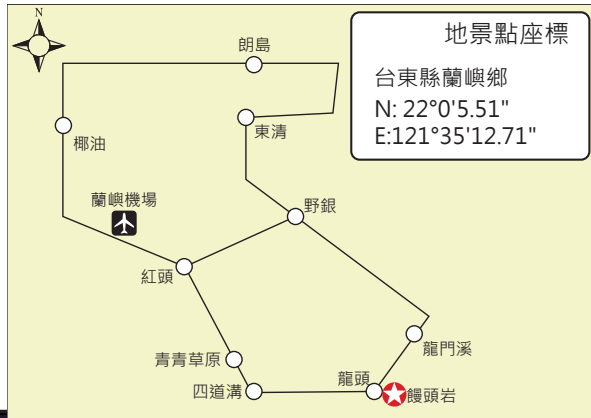 N
地景點座標
台東縣蘭嶼鄉
N: 22°0'5.51"
E:121°35'12.71"
朗島
東清
椰油
蘭嶼機場
野銀
紅頭
龍門溪
青青草原
四道溝
龍頭
饅頭岩